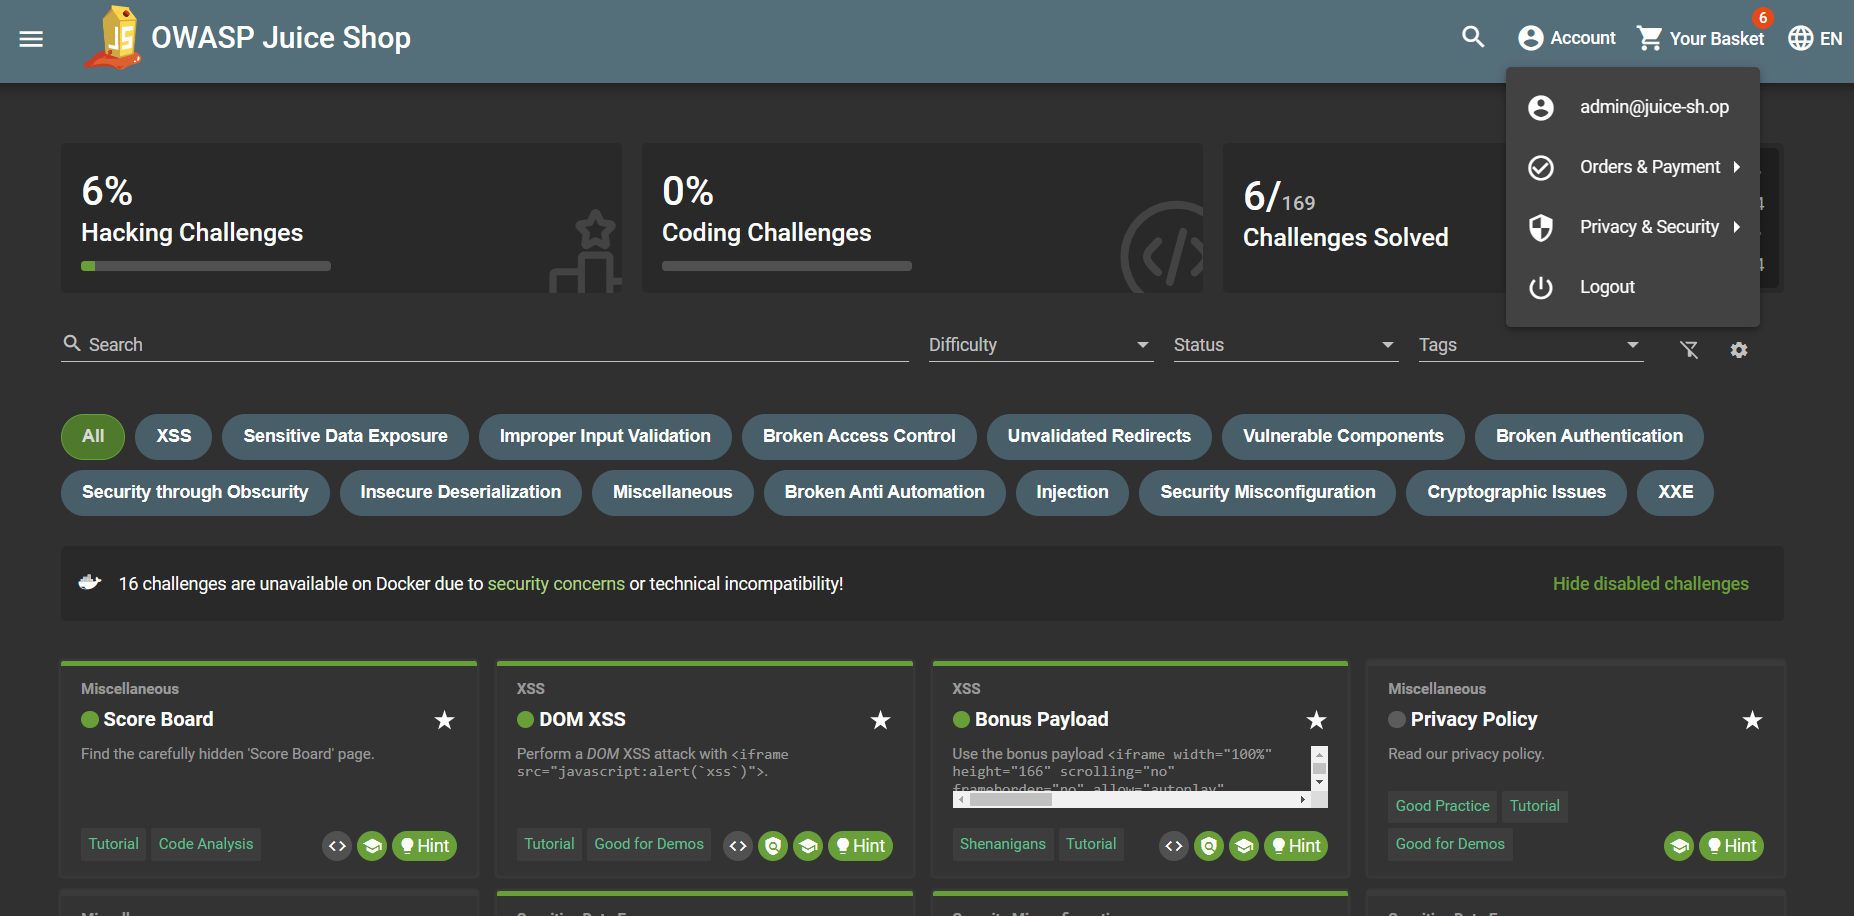 OWASP Juice Shop
Account
Your Basket
6
EN
admin@juice-sh.op
Orders & Payment
Privacy & Security
Logout
6%
Hacking Challenges
0%
Coding Challenges
6/169
Challenges Solved
Search
Difficulty
Status
Tags
All
XSS
Sensitive Data Exposure
Improper Input Validation
Broken Access Control
Unvalidated Redirects
Vulnerable Components
Broken Authentication
Security through Obscurity
Insecure Deserialization
Miscellaneous
Broken Anti Automation
Injection
Security Misconfiguration
Cryptographic Issues
XXE
16 challenges are unavailable on Docker due to security concerns or technical incompatibility!
Hide disabled challenges
Miscellaneous
Score Board
Find the carefully hidden 'Score Board' page.
Tutorial
Code Analysis
Hint
XSS
DOM XSS
Perform a DOM XSS attack with <iframe
src="javascript:alert(`xss`)">.
Tutorial
Good for Demos
Hint
XSS
Bonus Payload
Use the bonus payload <iframe width="100%"
height="166" scrolling="no"
frameborder="no" allow="autoplay"
Shenanigans
Tutorial
Hint
Miscellaneous
Privacy Policy
Read our privacy policy.
Good Practice
Tutorial
Good for Demos
Hint